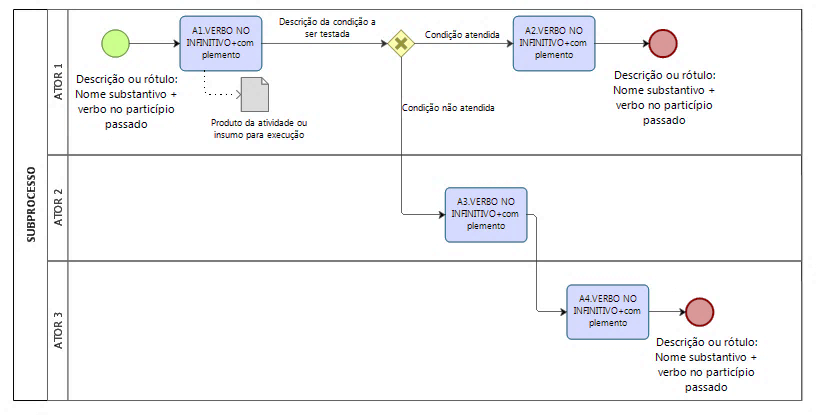 SUBPROCESSO
ATOR 1
Descrição ou rótulo:
Nome substantivo +
verbo no particípio
passado
A1.VERBO NO
INFINITIVO+com
plemento
Produto da atividade ou
insumo para execução
Descrição da condição a
ser testada
Condição atendida
Condição não atendida
A2.VERBO NO
INFINITIVO+com
plemento
Descrição ou rótulo:
Nome substantivo +
verbo no particípio
passado
ATOR 2
A3.VERBO NO
INFINITIVO+com
plemento
ATOR 3
A4.VERBO NO
INFINITIVO+com
plemento
Descrição ou rótulo:
Nome substantivo +
verbo no particípio
passado